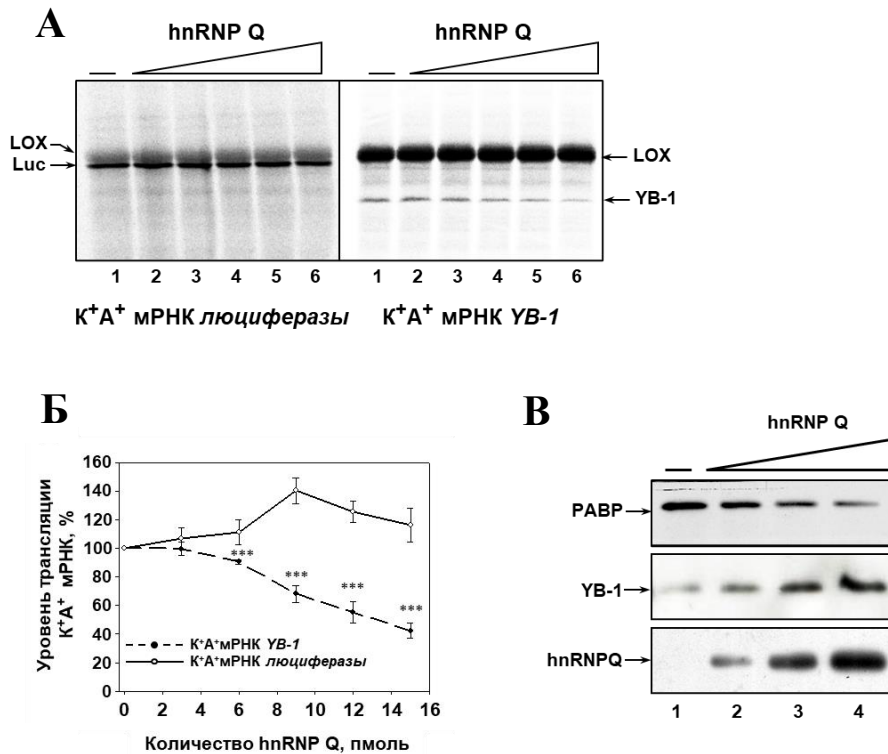 А
hnRNP Q
hnRNP Q
LOX
Luc
LOX
YB-1
1 2 3 4 5 6 1 2 3 4 5 6
К⁺А⁺ мРНК люциферазы К⁺А⁺ мРНК YB-1
Б
Уровень трансляции
К⁺А⁺ мРНК, %
160
140
120
100
80
60
40
20
0
***
***
***
***
К⁺А⁺мРНК YB-1
К⁺А⁺мРНК люциферазы
0 2 4 6 8 10 12 14 16
Количество hnRNP Q, пмоль
В
hnRNP Q
PABP
YB-1
hnRNPQ
1 2 3 4